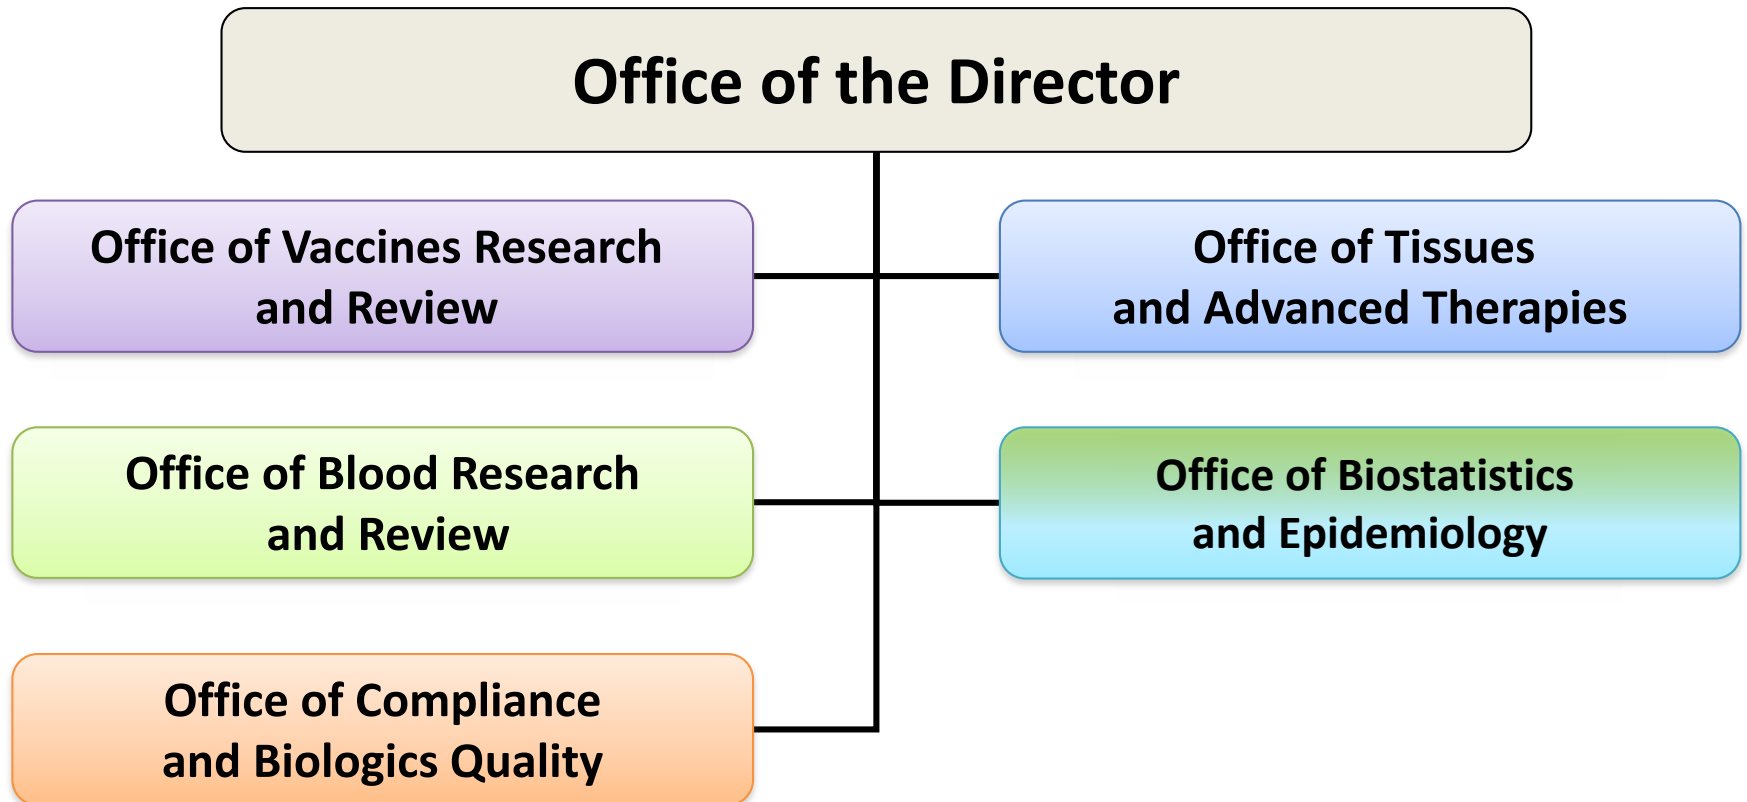 Office of the Director
Office of Vaccines Research
and Review
Office of Tissues
and Advanced Therapies
Office of Blood Research
and Review
Office of Biostatistics
and Epidemiology
Office of Compliance
and Biologics Quality